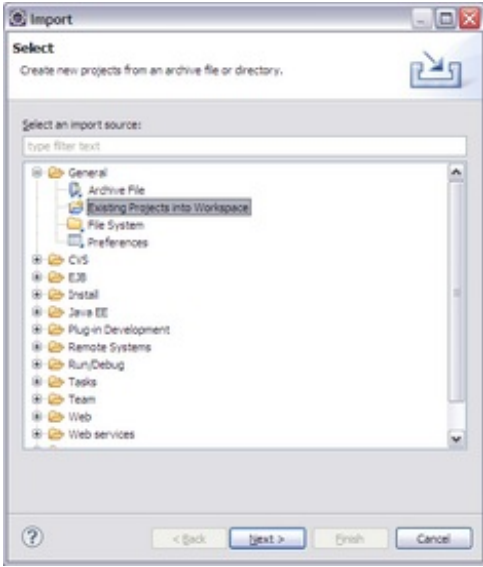 Import
Select
Create new projects from an archive file or directory.
Select an import source:
type filter text
General
Archive File
Existing Projects into Workspace
File System
Preferences
CVS
EJB
Install
Java EE
Plug-in Development
Remote Systems
Run/Debug
Tasks
Team
Web
Web services
?
< Back
Next >
Finish
Cancel